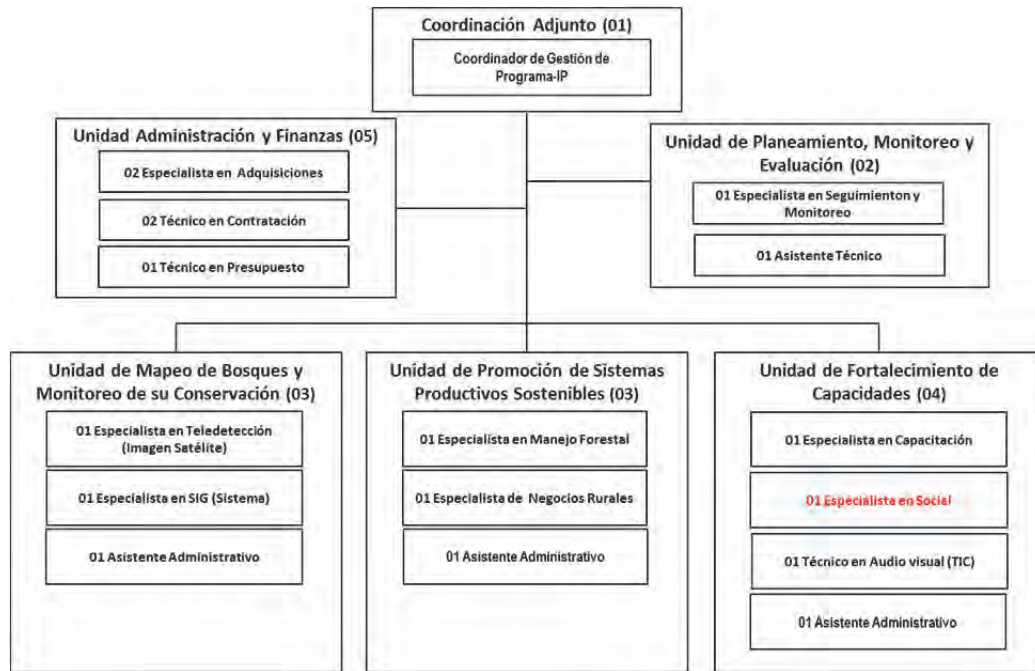 Coordinación Adjunto (01)
Coordinador de Gestión de
Programa-IP
Unidad Administración y Finanzas (05)
02 Especialista en Adquisiciones
02 Técnico en Contratación
01 Técnico en Presupuesto
Unidad de Planeamiento, Monitoreo y
Evaluación (02)
01 Especialista en Seguimienton y
Monitoreo
01 Asistente Técnico
Unidad de Mapeo de Bosques y
Monitoreo de su Conservación (03)
01 Especialista en Teledetección
(Imagen Satélite)
01 Especialista en SIG (Sistema)
01 Asistente Administrativo
Unidad de Promoción de Sistemas
Productivos Sostenibles (03)
01 Especialista en Manejo Forestal
01 Especialista de Negocios Rurales
01 Asistente Administrativo
Unidad de Fortalecimiento de
Capacidades (04)
01 Especialista en Capacitación
01 Especialista en Social
01 Técnico en Audio visual (TIC)
01 Asistente Administrativo